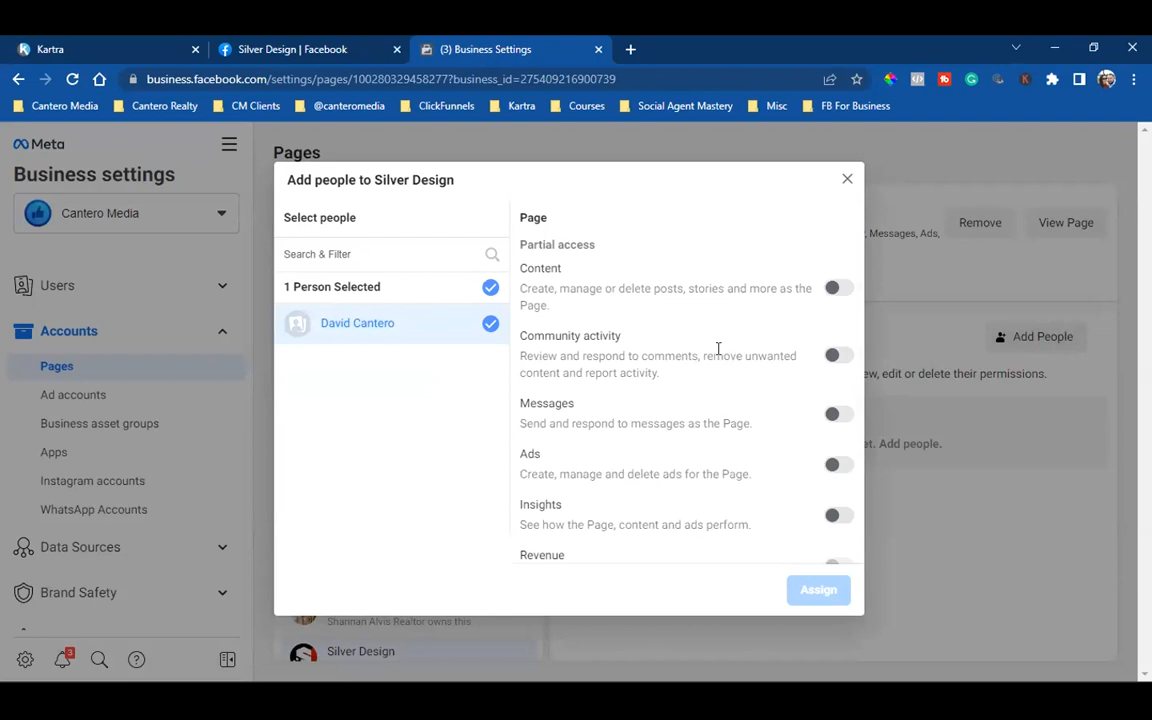 Kartra
Silver Design | Facebook
(3) Business Settings
business.facebook.com/settings/pages/100280329458277?business_id=275409216900739
Cantero Media
Cantero Realty
CM Clients
@canteromedia
ClickFunnels
Kartra
Courses
Social Agent Mastery
Misc
FB For Business
Meta
Business settings
Cantero Media
Users
Accounts
Pages
Ad accounts
Business asset groups
Apps
Instagram accounts
WhatsApp Accounts
Data Sources
Brand Safety
3
Pages
Add people to Silver Design
Select people
Search & Filter
1 Person Selected
David Cantero
Page
Partial access
Content
Create, manage or delete posts, stories and more as the
Page.
Community activity
Review and respond to comments, remove unwanted
content and report activity.
Messages
Send and respond to messages as the Page.
Ads
Create, manage and delete ads for the Page.
Insights
See how the Page, content and ads perform.
Revenue
Assign
Remove
View Page
, Messages, Ads,
Add People
ew, edit or delete their permissions.
et. Add people.
Shannan Alvis Realtor owns this
Silver Design